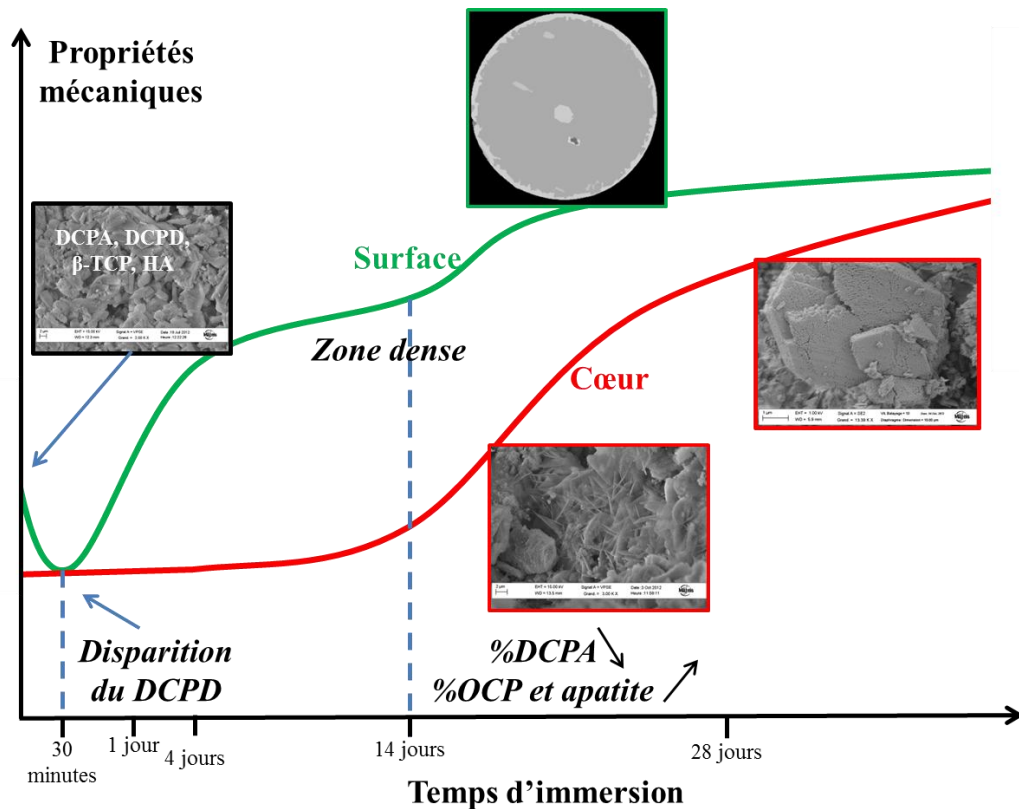 Propriétés
mécaniques
DCPA, DCPD,
β-TCP, HA
Surface
Zone dense
Cœur
Disparition
du DCPD
%DCPA
%OCP et apatite
30
minutes
1 jour
4 jours
14 jours
28 jours
Temps d’immersion